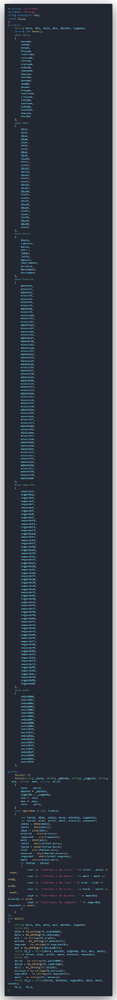 #include <iostream>
#include <string>
using namespace std;
class fecha
{
private:
string hora, dia, anio, mes, minuto, segundo;
friend int main();
enum Horas
{
doceam,
unaam,
dosam,
tresam,
cuatroam,
cincoam,
seisam,
sieteam,
ochoam,
nueveam,
diezam,
onceam,
docepm,
unapm,
dospm,
trespm,
cuatropm,
cincopm,
seispm,
sietepm,
ochopm,
nuevepm,
diezpm,
oncepm
};
enum Dias
{
dia1,
dia2,
dia3,
dia4,
dia5,
dia6,
dia7,
dia8,
dia9,
dia10,
dia11,
dia12,
dia13,
dia14,
dia15,
dia16,
dia17,
dia18,
dia19,
dia20,
dia21,
dia22,
dia23,
dia24,
dia25,
dia26,
dia27,
dia28,
dia29,
dia30,
dia31
};
enum Meses
{
Enero,
Febrero,
Marzo,
Abril,
Junio,
Julio,
Agosto,
Septiembre,
Octubre,
Noviembre,
Diciembre
};
enum Minutos
{
minuto1,
minuto2,
minuto3,
minuto4,
minuto5,
minuto6,
minuto7,
minuto8,
minuto9,
minuto10,
minuto11,
minuto12,
minuto13,
minuto14,
minuto15,
minuto16,
minuto17,
minuto18,
minuto19,
minuto20,
minuto21,
minuto22,
minuto23,
minuto24,
minuto25,
minuto26,
minuto27,
minuto28,
minuto29,
minuto30,
minuto31,
minuto32,
minuto33,
minuto34,
minuto35,
minuto36,
minuto37,
minuto38,
minuto39,
minuto40,
minuto41,
minuto42,
minuto43,
minuto44,
minuto45,
minuto46,
minuto47,
minuto48,
minuto49,
minuto50,
minuto51,
minuto52,
minuto53,
minuto54,
minuto55,
minuto56,
minuto57,
minuto58,
minuto59,
minuto60
};
enum Segundos
{
segundo1,
segundo2,
segundo3,
segundo4,
segundo5,
segundo6,
segundo7,
segundo8,
segundo9,
segundo10,
segundo11,
segundo12,
segundo13,
segundo14,
segundo15,
segundo16,
segundo17,
segundo18,
segundo19,
segundo20,
segundo21,
segundo22,
segundo23,
segundo24,
segundo25,
segundo26,
segundo27,
segundo28,
segundo29,
segundo30,
segundo31,
segundo32,
segundo33,
segundo34,
segundo35,
segundo36,
segundo37,
segundo38,
segundo39,
segundo40,
segundo41,
segundo42,
segundo43,
segundo44,
segundo45,
segundo46,
segundo47,
segundo48,
segundo49,
segundo50,
segundo51,
segundo52,
segundo53,
segundo54,
segundo55,
segundo56,
segundo57,
segundo58,
segundo59,
segundo60
};
enum Anio
{
anio2000,
anio2001,
anio2002,
anio2003,
anio2004,
anio2005,
anio2006,
anio2007,
anio2008,
anio2009,
anio2010,
anio2011,
anio2012,
anio2013,
anio2014,
anio2015,
anio2016,
anio2017,
anio2018,
anio2019,
anio2020
};
public:
fecha() {}
fecha(string _hora, string _minuto, string _segundo, string
_dia, string _mes, string _anio)
{
hora = _hora;
minuto = _minuto;
segundo = _segundo;
dia = _dia;
mes = _mes;
anio = _anio;
}
void operator-(fecha fecha2)
{
int hora1, dia1, anio1, mes1, minuto1, segundo1;
int hora2, dia2, anio2, mes2, minuto2, segundo2;
anio1 = stoi(anio);
hora1 = stoi(hora);
dia1 = stoi(dia);
minuto1 = stoi(minuto);
segundo1 = stoi(segundo);
mes1 = stoi(mes);
anio2 = stoi(fecha2.anio);
hora2 = stoi(fecha2.hora);
dia2 = stoi(fecha2.dia);
minuto2 = stoi(fecha2.minuto);
segundo2 = stoi(fecha2.segundo);
mes2 = stoi(fecha2.mes);
if (hora1 > hora2)
{
cout << "Diferencia de anios: " << anio1 - anio2 <<
endl;
cout << "Diferencia de meses: " << mes1 - mes2 <<
endl;
cout << "Diferencia de dias: " << dia1 - dia2 <<
endl;
cout << "Diferencia de horas: " << hora1 - hora2 <<
endl;
cout << "Diferencia de minutos: " << minuto1 -
minuto2 << endl;
cout << "Diferencia de segundos: " << segundo1 -
segundo2 << endl;
}
}
};
int main()
{
string hora, dia, anio, mes, minuto, segundo;
fecha f1;
anio = to_string(f1.anio2010);
hora = to_string(f1.cincoam);
dia = to_string(f1.dia11);
minuto = to_string(f1.minuto17);
segundo = to_string(f1.segundo19);
mes = to_string(f1.Diciembre);
fecha f1_1 = fecha(hora, minuto, segundo, dia, mes, anio);
string hora2, dia2, anio2, mes2, minuto2, segundo2;
fecha f2;
anio2 = to_string(f1.anio2009);
hora2 = to_string(f1.cuatroam);
dia2 = to_string(f1.dia10);
minuto2 = to_string(f1.minuto5);
segundo2 = to_string(f1.segundo16);
mes2 = to_string(f1.Febrero);
fecha f2_1 = fecha(hora2, minuto2, segundo2, dia2, mes2,
anio2);
f1_1 - f2_1;
}